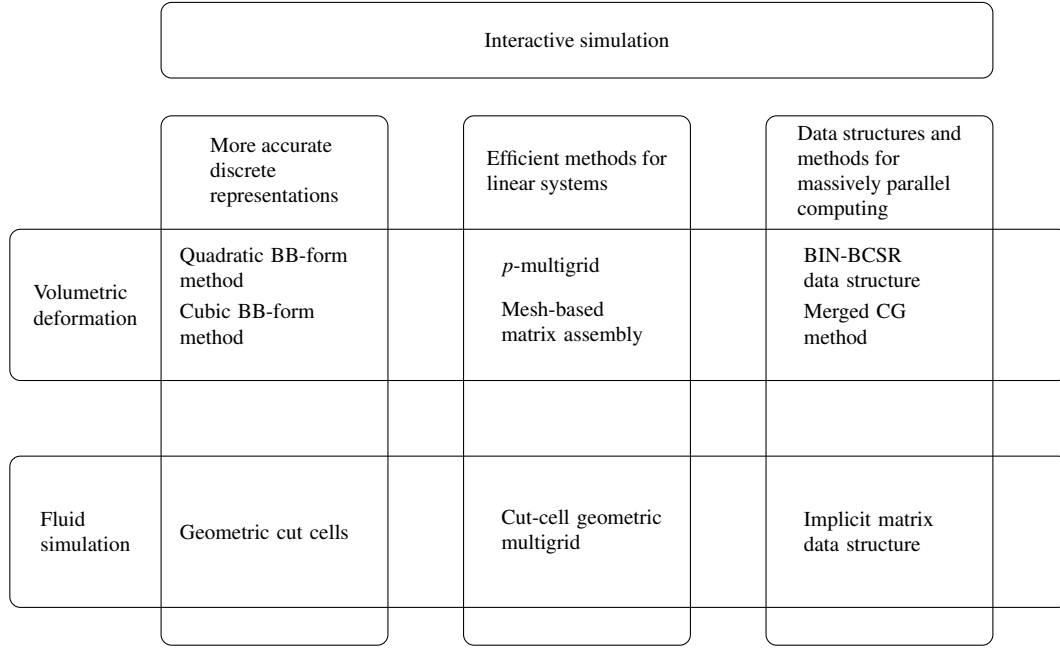 Interactive simulation
More accurate
discrete
representations
Efficient methods for
linear systems
Data structures and
methods for
massively parallel
computing
Volumetric
deformation
Quadratic BB-form
method
Cubic BB-form
method
p-multigrid
Mesh-based
matrix assembly
BIN-BCSR
data structure
Merged CG
method
Fluid
simulation
Geometric cut cells
Cut-cell geometric
multigrid
Implicit matrix
data structure